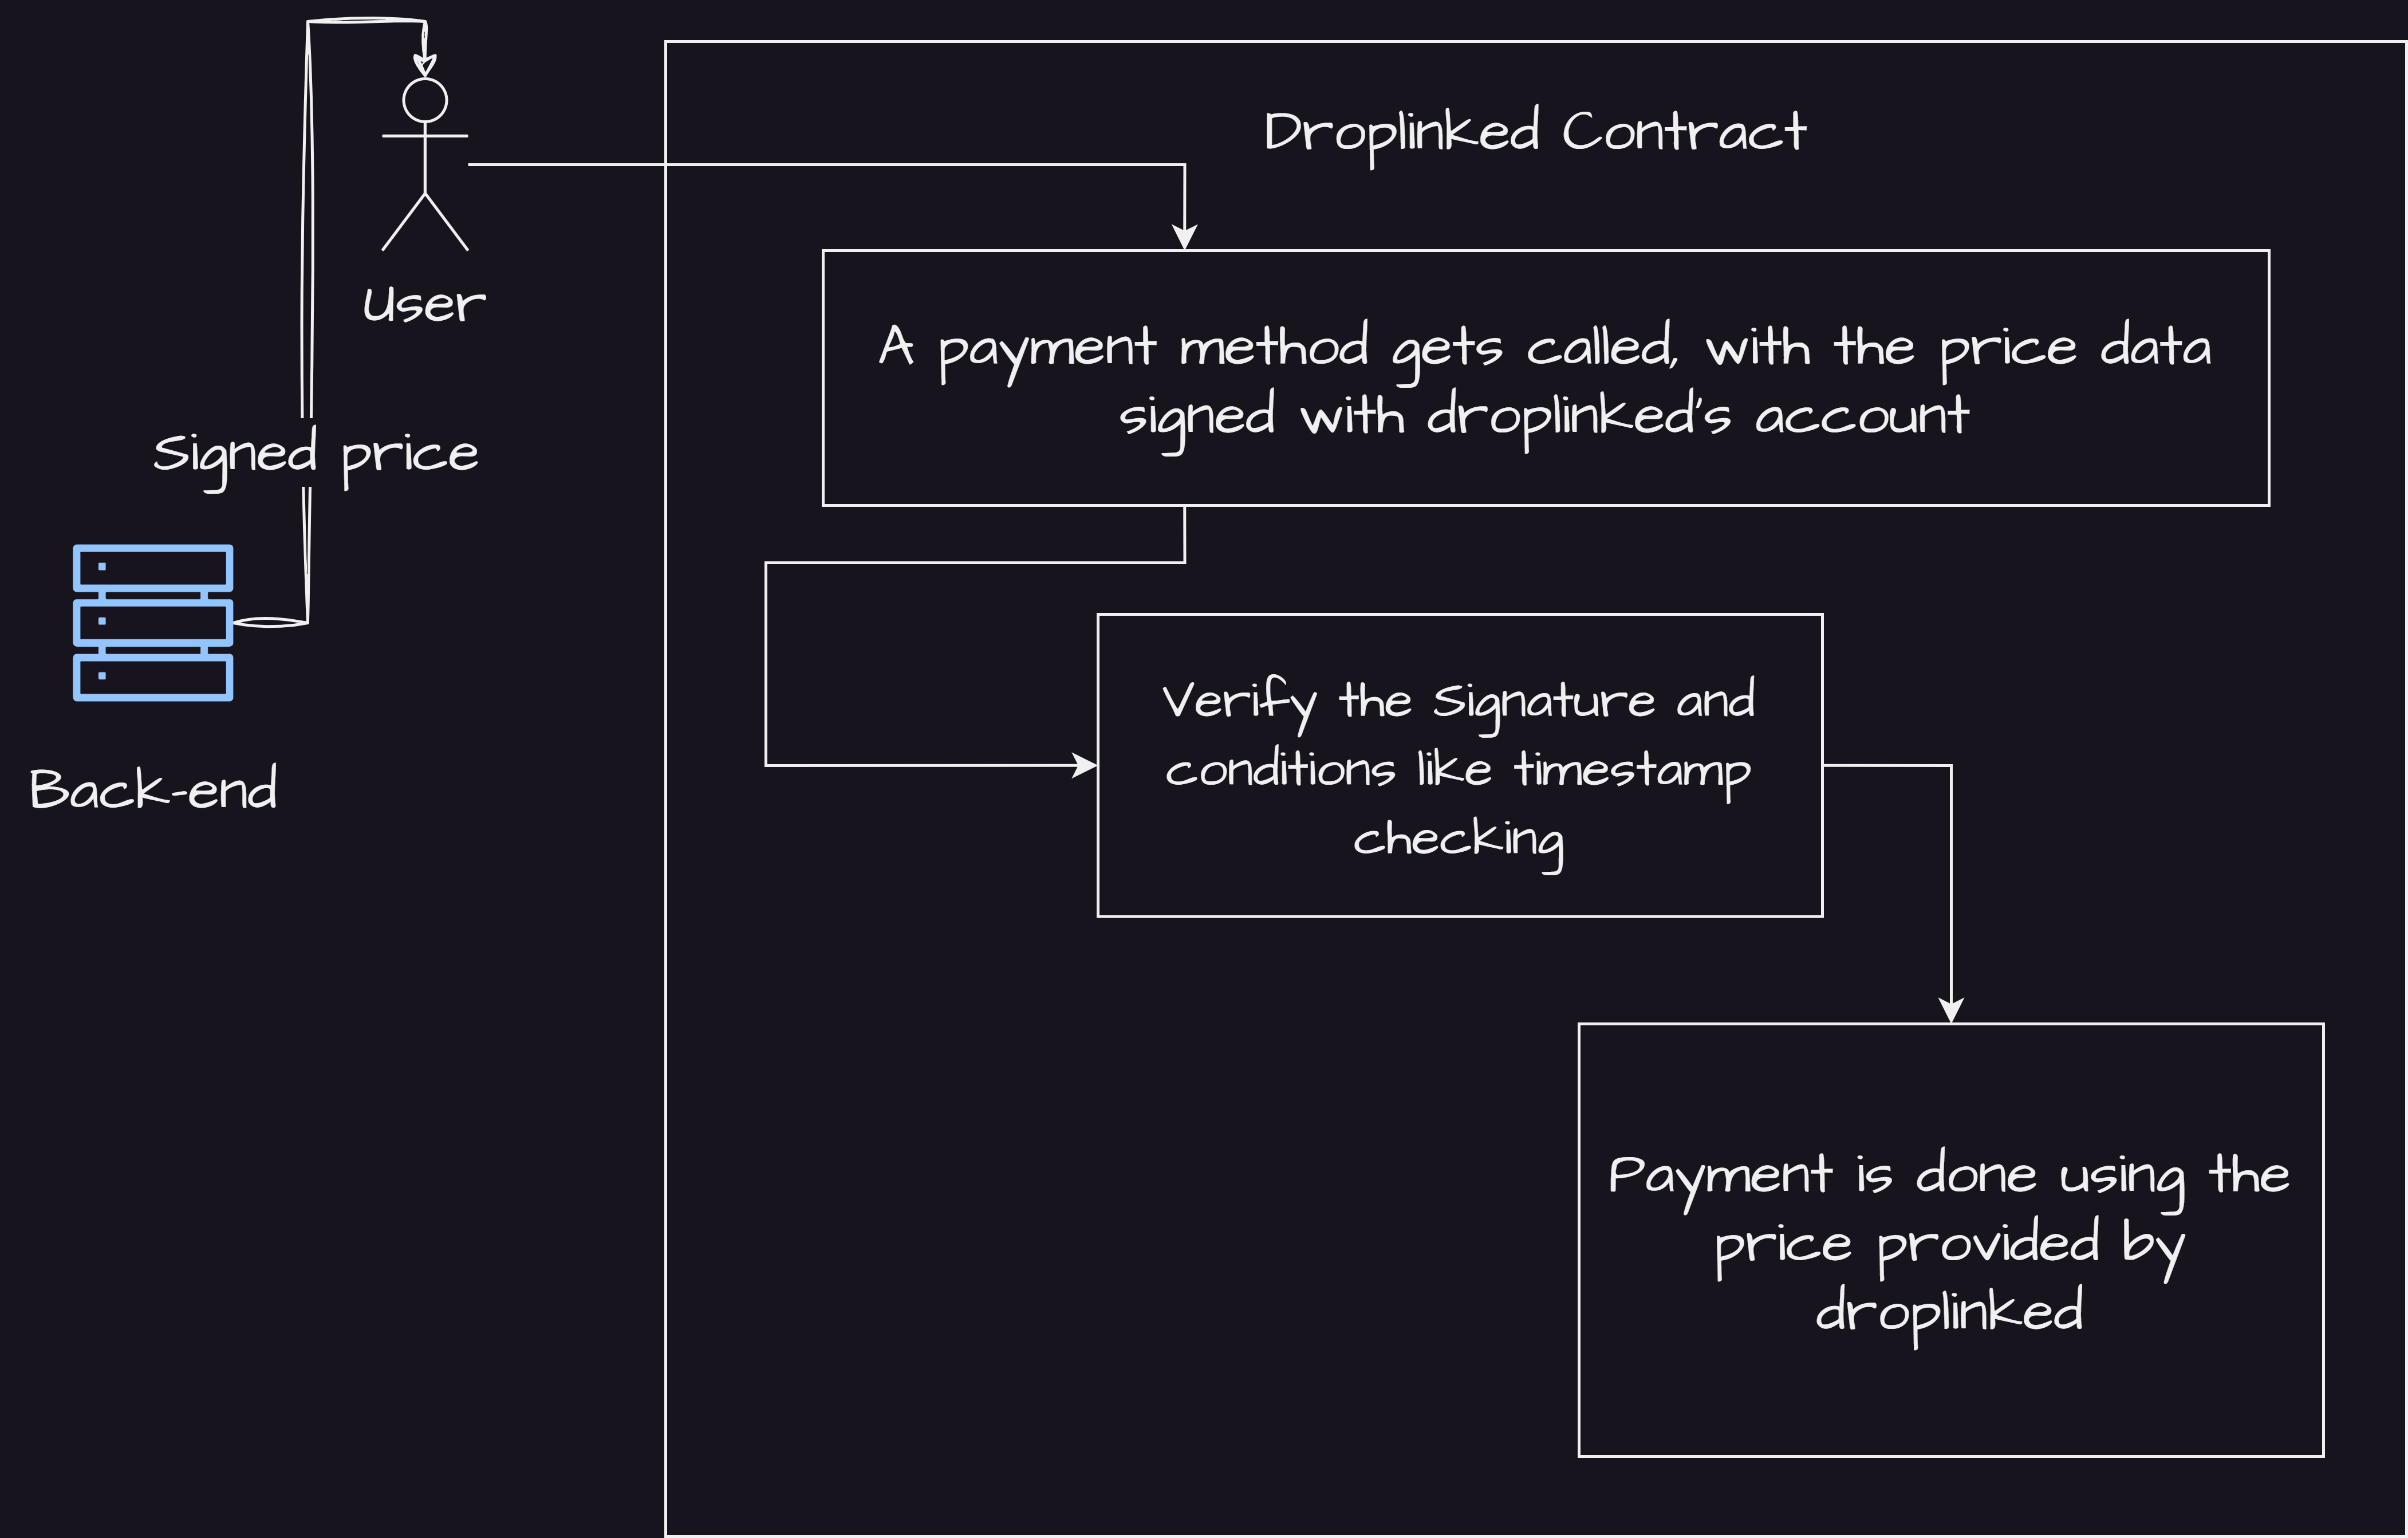 Droplinked Contract
User
A payment method gets called, with the price data
signed with droplinked's account
Signed price
Back-end
Verify the Signature and
conditions like timestamp
checking
Payment is done using the
price provided by
droplinked